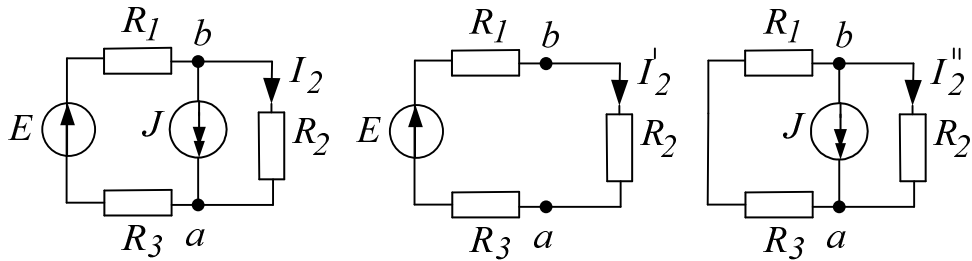 R1 b
I2
E J R2
R3 a
R1 b
I'2
E R2
R3 a
R1 b
I"2
J R2
R3 a